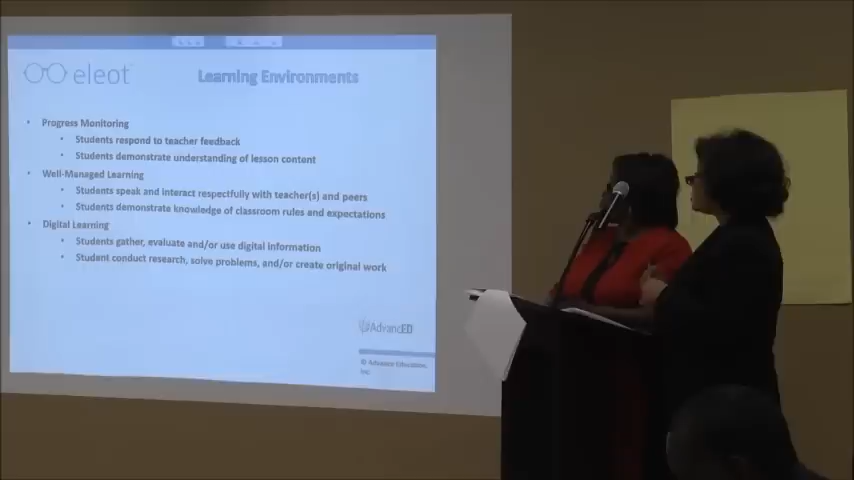 eleot
Learning Environments
• Progress Monitoring
• Students respond to teacher feedback
• Students demonstrate understanding of lesson content
• Well-Managed Learning
• Students speak and interact respectfully with teacher(s) and peers
• Students demonstrate knowledge of classroom rules and expectations
• Digital Learning
• Students gather, evaluate and/or use digital information
• Student conduct research, solve problems, and/or create original work
AdvancED
© Advance Education,
Inc.